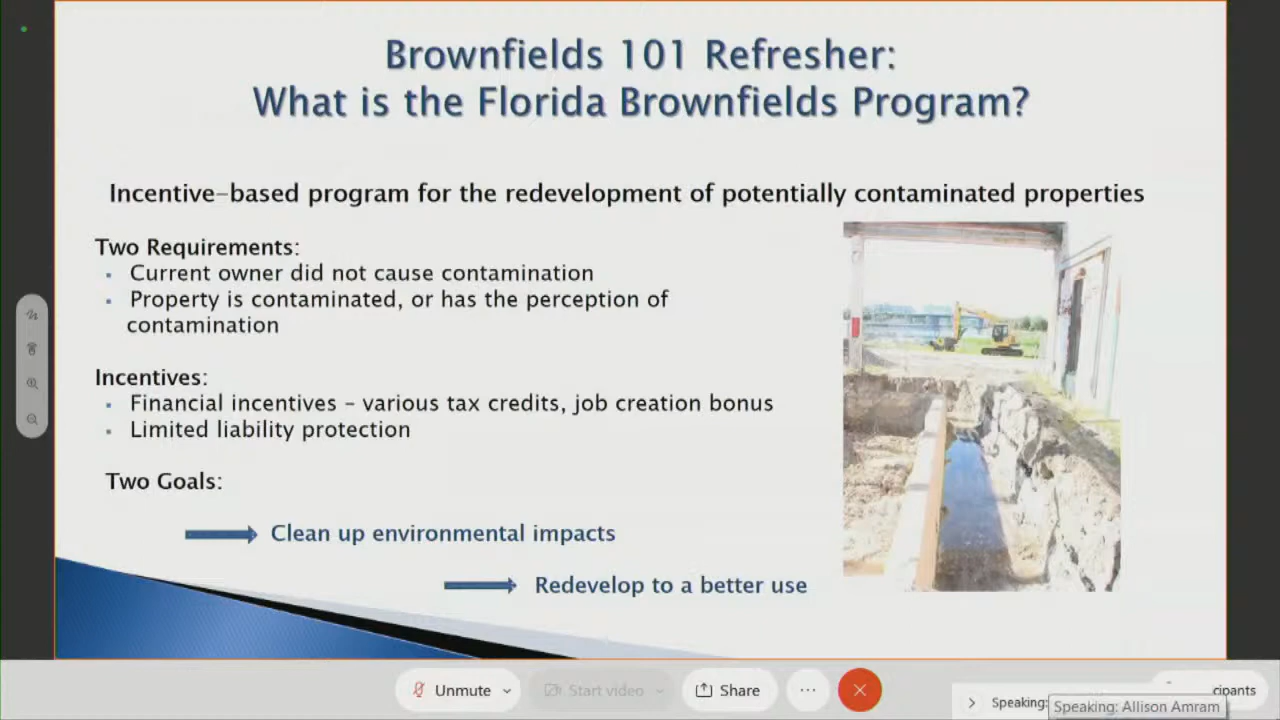 Brownfields 101 Refresher:
What is the Florida Brownfields Program?
Incentive-based program for the redevelopment of potentially contaminated properties
Two Requirements:
Current owner did not cause contamination
Property is contaminated, or has the perception of
contamination
Incentives:
Financial incentives – various tax credits, job creation bonus
Limited liability protection
Two Goals:
Clean up environmental impacts
Redevelop to a better use
Unmute
Start video
Share
Speaking:
Speaking: Allison Amram
cipants